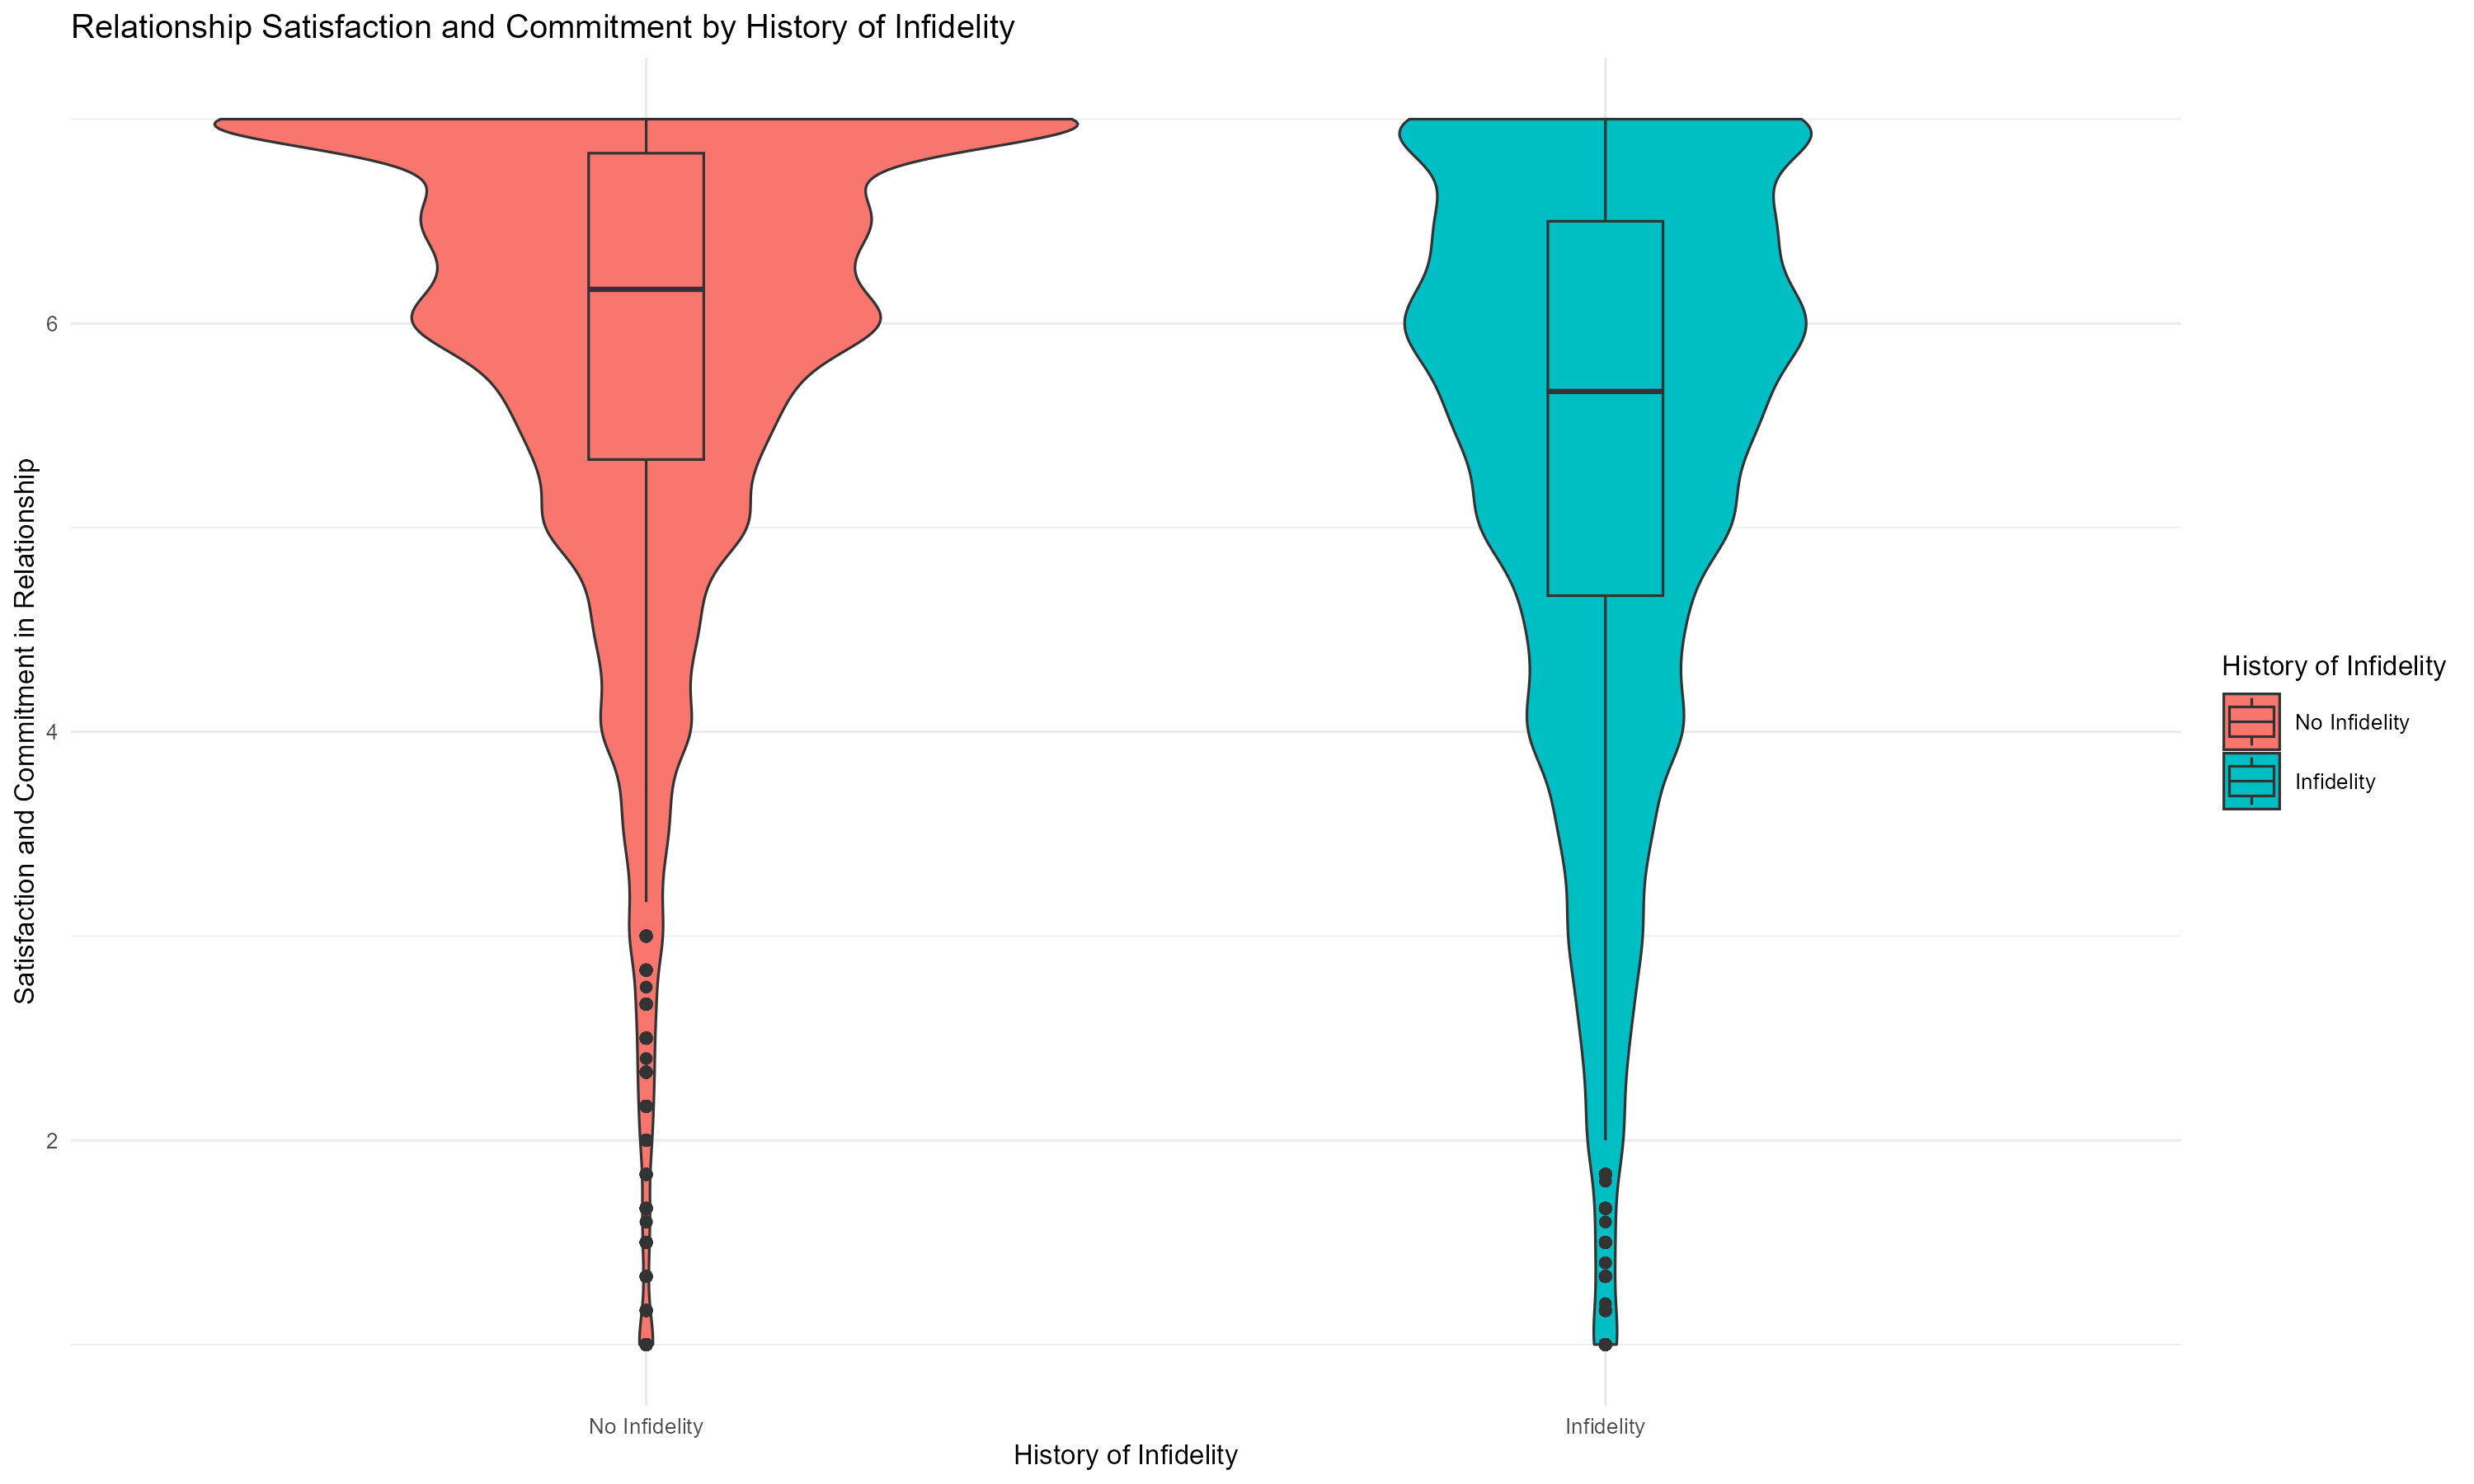 Relationship Satisfaction and Commitment by History of Infidelity
Satisfaction and Commitment in Relationship
6
4
2
No Infidelity
Infidelity
History of Infidelity
History of Infidelity
No Infidelity
Infidelity